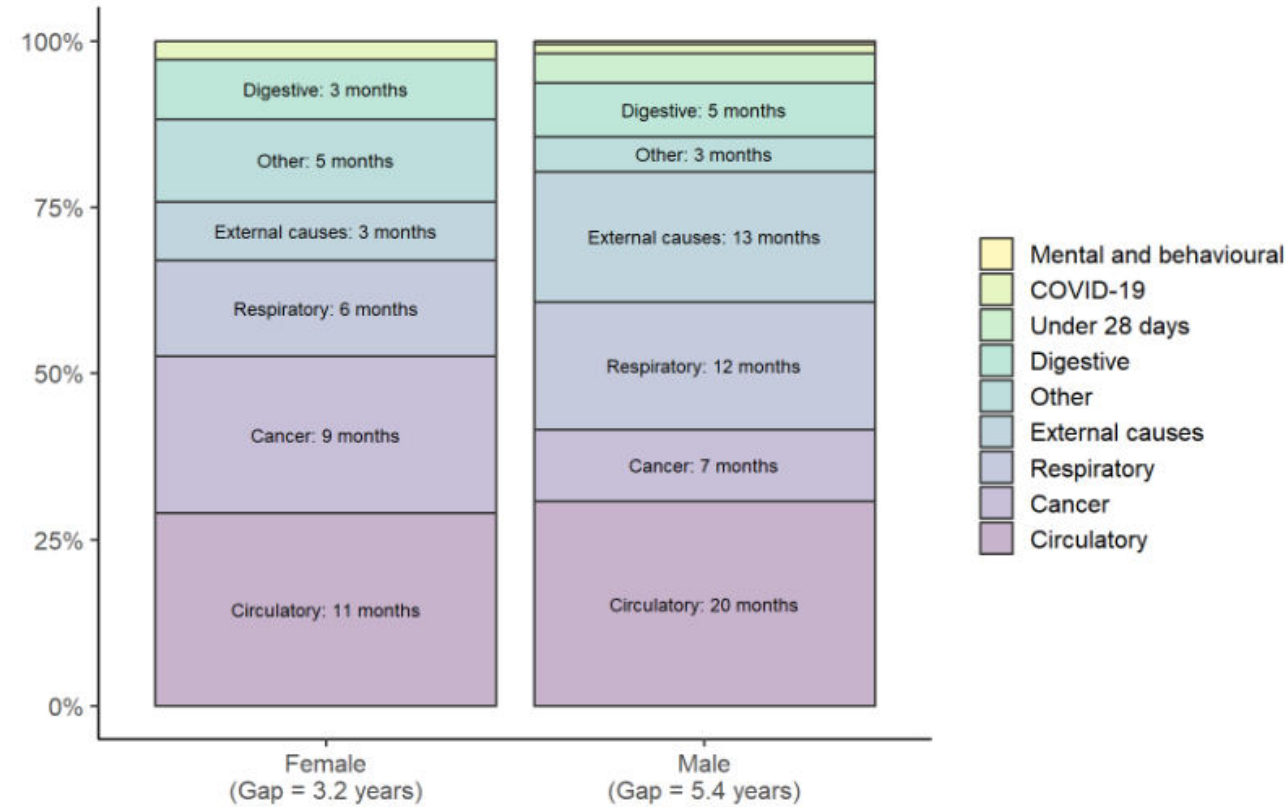 100%
75%
50%
25%
0%
Digestive: 3 months
Other: 5 months
External causes: 3 months
Respiratory: 6 months
Cancer: 9 months
Circulatory: 11 months
Digestive: 5 months
Other: 3 months
External causes: 13 months
Respiratory: 12 months
Cancer: 7 months
Circulatory: 20 months
Female
(Gap = 3.2 years)
Male
(Gap = 5.4 years)
Mental and behavioural
COVID-19
Under 28 days
Digestive
Other
External causes
Respiratory
Cancer
Circulatory